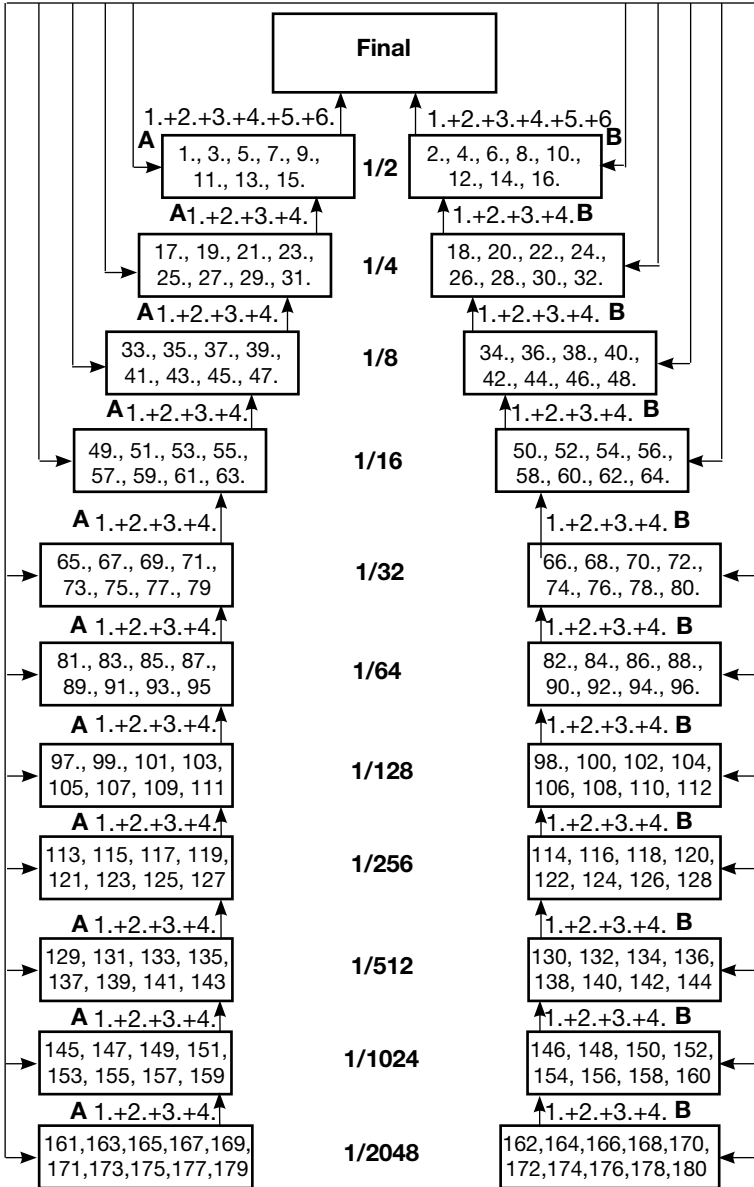 Final
1.+2.+3.+4.+5.+6.
1.+2.+3.+4.+5.+6
A
B
1., 3., 5., 7., 9.,
11., 13., 15.
1/2
2., 4., 6., 8., 10.,
12., 14., 16.
A 1.+2.+3.+4.
1.+2.+3.+4. B
17., 19., 21., 23.,
25., 27., 29., 31.
1/4
18., 20., 22., 24.,
26., 28., 30., 32.
A 1.+2.+3.+4.
1.+2.+3.+4. B
33., 35., 37., 39.,
41., 43., 45., 47.
1/8
34., 36., 38., 40.,
42., 44., 46., 48.
A 1.+2.+3.+4.
1.+2.+3.+4. B
49., 51., 53., 55.,
57., 59., 61., 63.
1/16
50., 52., 54., 56.,
58., 60., 62., 64.
A 1.+2.+3.+4.
1.+2.+3.+4. B
65., 67., 69., 71.,
73., 75., 77., 79
1/32
66., 68., 70., 72.,
74., 76., 78., 80.
A 1.+2.+3.+4.
1.+2.+3.+4. B
81., 83., 85., 87.,
89., 91., 93., 95
1/64
82., 84., 86., 88.,
90., 92., 94., 96.
A 1.+2.+3.+4.
1.+2.+3.+4. B
97., 99., 101, 103,
105, 107, 109, 111
1/128
98., 100, 102, 104,
106, 108, 110, 112
A 1.+2.+3.+4.
1.+2.+3.+4. B
113, 115, 117, 119,
121, 123, 125, 127
1/256
114, 116, 118, 120,
122, 124, 126, 128
A 1.+2.+3.+4.
1.+2.+3.+4. B
129, 131, 133, 135,
137, 139, 141, 143
1/512
130, 132, 134, 136,
138, 140, 142, 144
A 1.+2.+3.+4.
1.+2.+3.+4. B
145, 147, 149, 151,
153, 155, 157, 159
1/1024
146, 148, 150, 152,
154, 156, 158, 160
A 1.+2.+3.+4.
1.+2.+3.+4. B
161,163,165,167,169,
171,173,175,177,179
1/2048
162,164,166,168,170,
172,174,176,178,180